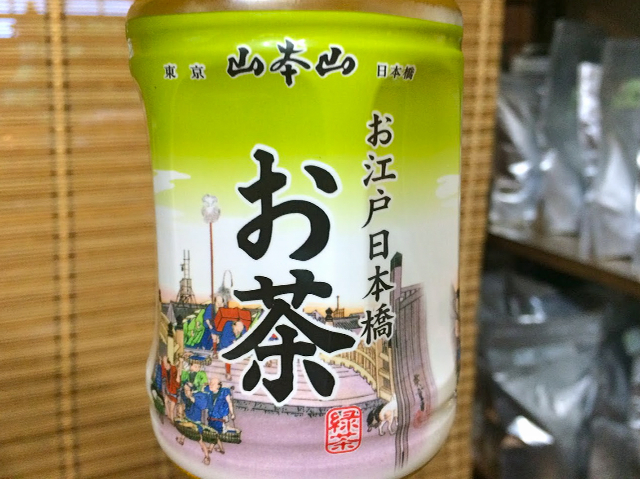 東京 山本山 日本橋
お江戸日本橋
お茶
緑茶